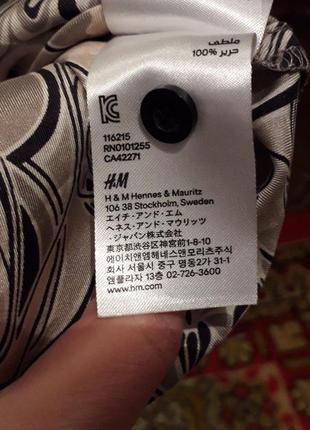 ملطف
حرير %100
KC
116215
RN0101255
CA42271
H&M
H & M Hennes & Mauritz
106 38 Stockholm, Sweden
エイチ・アンド・エム
ヘネス・アンド・マウリッツ
・ジャパン株式会社
東京都渋谷区神宮前1-8-10
에이치앤엠헤네스앤모리츠주식
회사 서울시 중구 명동2가 31-1
엠플라자 13층 02-726-3600
www.hm.com